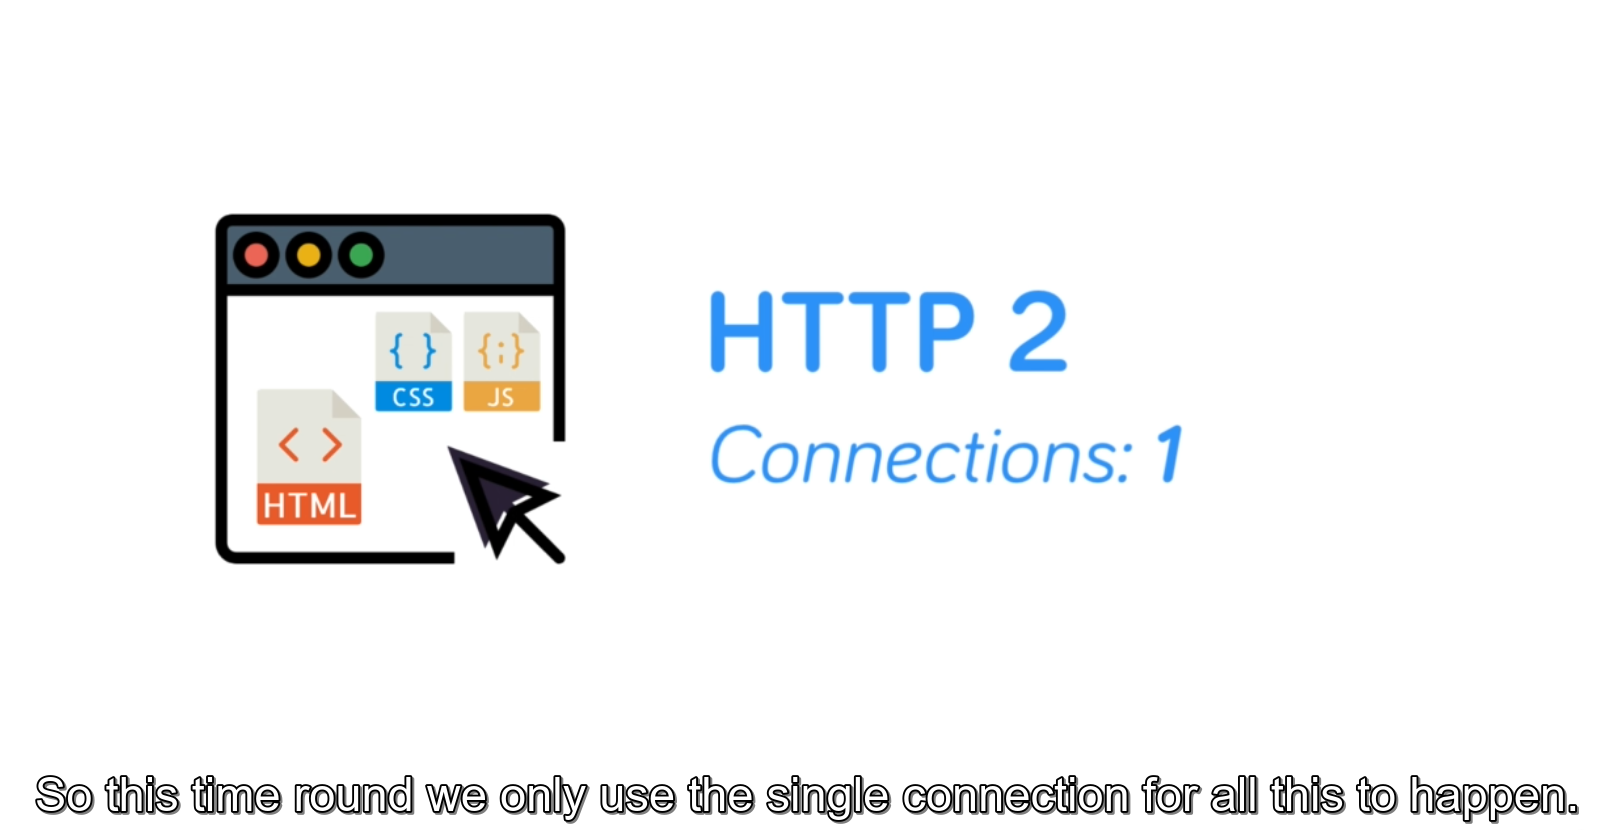 { }
CSS
{;}
JS
< >
HTML
HTTP 2
Connections: 1
So this time round we only use the single connection for all this to happen.